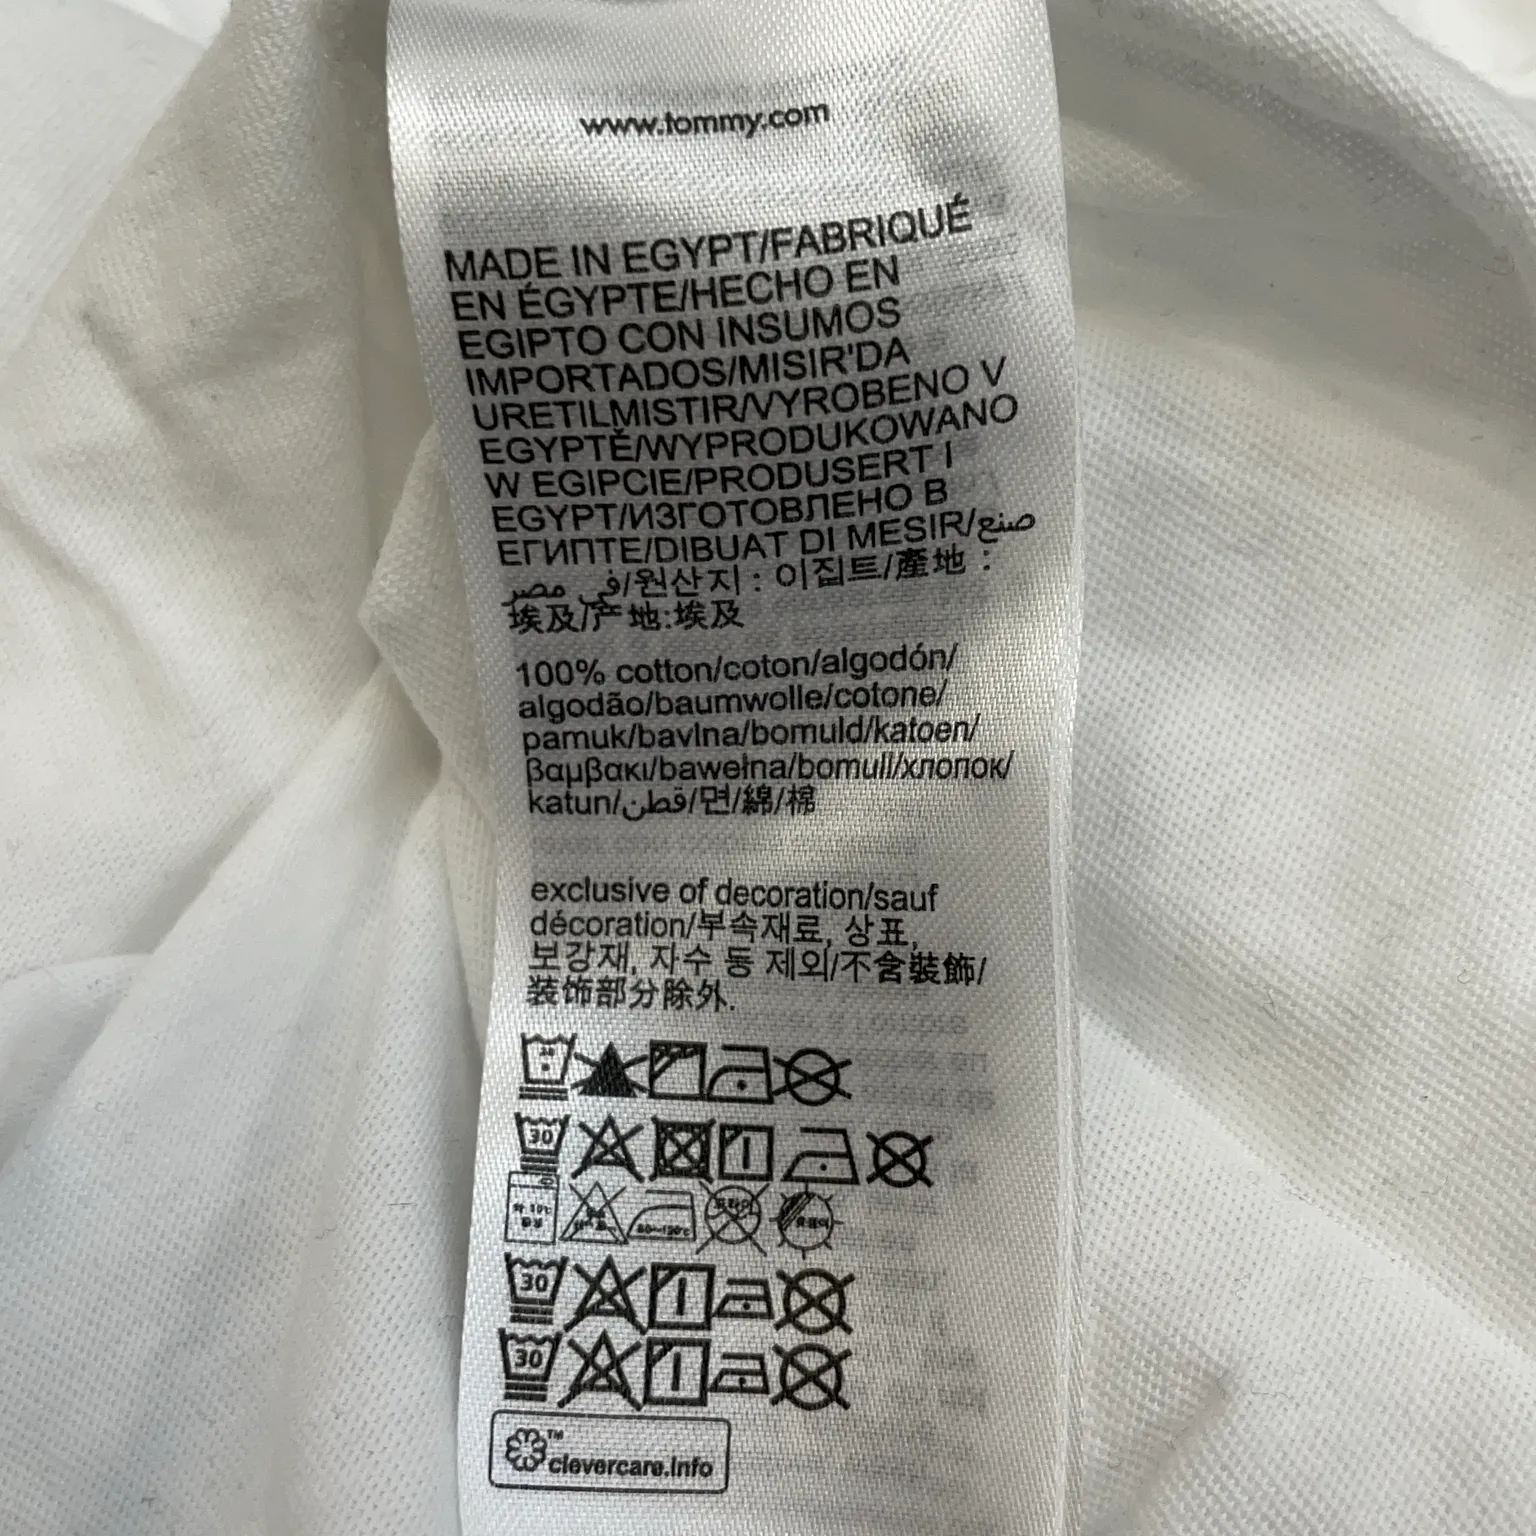 www.tommy.com
MADE IN EGYPT/FABRIQUÉ
EN ÉGYPTE/HECHO EN
EGIPTO CON INSUMOS
IMPORTADOS/MISIR'DA
URETILMISTIR/VYROBENO V
EGYPTĚ/WYPRODUKOWANO
W EGIPCIE/PRODUSERT I
EGYPT/ИЗГОТОВЛЕНО В
ЕГИПТЕ/DIBUAT DI MESIR/صنع
في مصر/원산지 : 이집트/產地 :
埃及/产地:埃及
100% cotton/coton/algodón/
algodão/baumwolle/cotone/
pamuk/bavlna/bomuld/katoen/
βαμβακι/bawełna/bomull/хлопок/
katun/قطن/면/綿/棉
exclusive of decoration/sauf
décoration/부속재료, 상표,
보강재, 자수 등 제외/不含裝飾/
装饰部分除外.
30
30
30
TM
clevercare.info